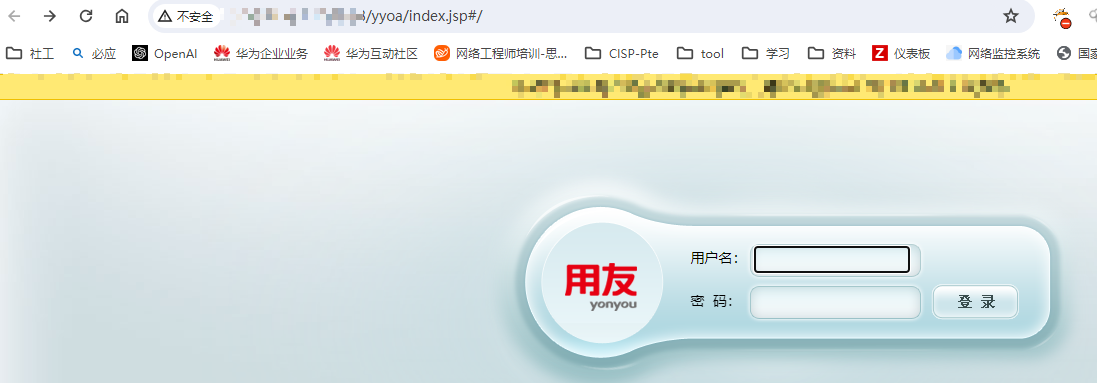 不安全 3/yyoa/index.jsp#/
社工 必应 OpenAI 华为企业业务 华为互动社区 网络工程师培训-思... CISP-Pte tool 学习 资料 仪表板 网络监控系统 国家
用户名：
用友
yonyou
密 码：
登 录